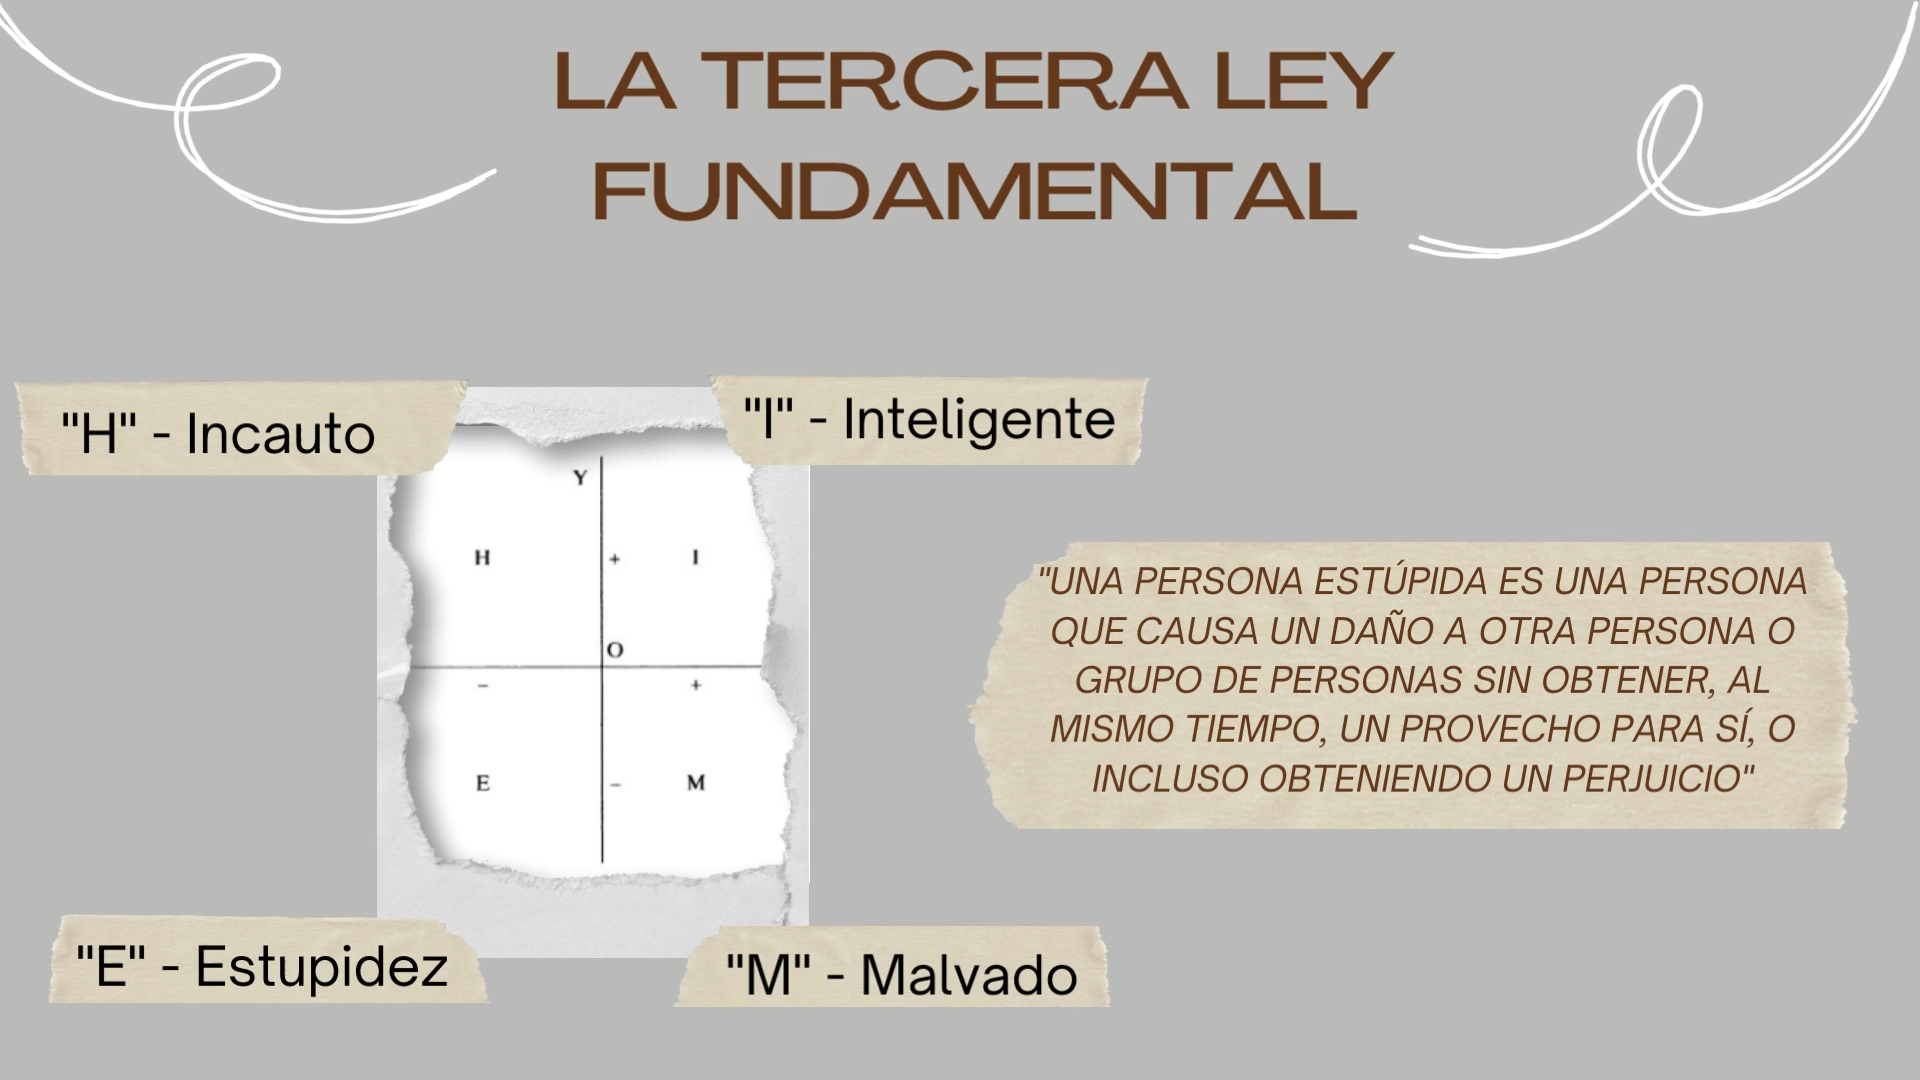 LA TERCERA LEY
FUNDAMENTAL
"H" - Incauto
"I" - Inteligente
Y
H + I
O
- +
E - M
"E" - Estupidez
"M" - Malvado
"UNA PERSONA ESTÚPIDA ES UNA PERSONA
QUE CAUSA UN DAÑO A OTRA PERSONA O
GRUPO DE PERSONAS SIN OBTENER, AL
MISMO TIEMPO, UN PROVECHO PARA SÍ, O
INCLUSO OBTENIENDO UN PERJUICIO"